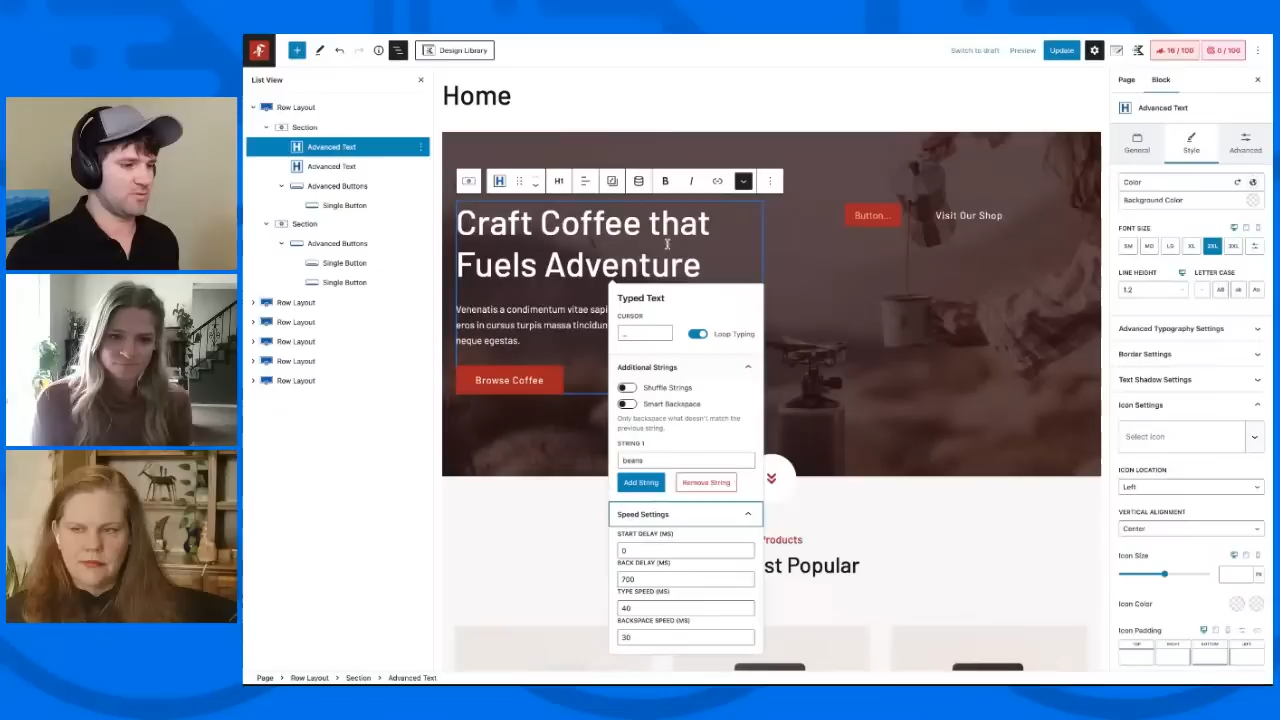 Design Library
Switch to draft
Preview
Update
16 / 100
0 / 100
List View
Row Layout
Section
Advanced Text
Advanced Text
Advanced Buttons
Single Button
Section
Advanced Buttons
Single Button
Single Button
Row Layout
Row Layout
Row Layout
Row Layout
Row Layout
Home
H1
B
I
Craft Coffee that
Fuels Adventure
Venenatis a condimentum vitae sapi
eros in cursus turpis massa tincidun
neque egestas.
Browse Coffee
Button...
Visit Our Shop
Typed Text
CURSOR
_
Loop Typing
Additional Strings
Shuffle Strings
Smart Backspace
Only backspace what doesn't match the
previous string.
STRING 1
beans
Add String
Remove String
Speed Settings
START DELAY (MS)
0
BACK DELAY (MS)
700
TYPE SPEED (MS)
40
BACKSPACE SPEED (MS)
30
Products
st Popular
Page
Block
Advanced Text
General
Style
Advanced
Color
Background Color
FONT SIZE
SM
MD
LG
XL
2XL
3XL
LINE HEIGHT
LETTER CASE
1.2
-
AB
ab
Ab
Advanced Typography Settings
Border Settings
Text Shadow Settings
Icon Settings
Select Icon
ICON LOCATION
Left
VERTICAL ALIGNMENT
Center
Icon Size
PX
Icon Color
Icon Padding
TOP
RIGHT
BOTTOM
LEFT
Page
Row Layout
Section
Advanced Text